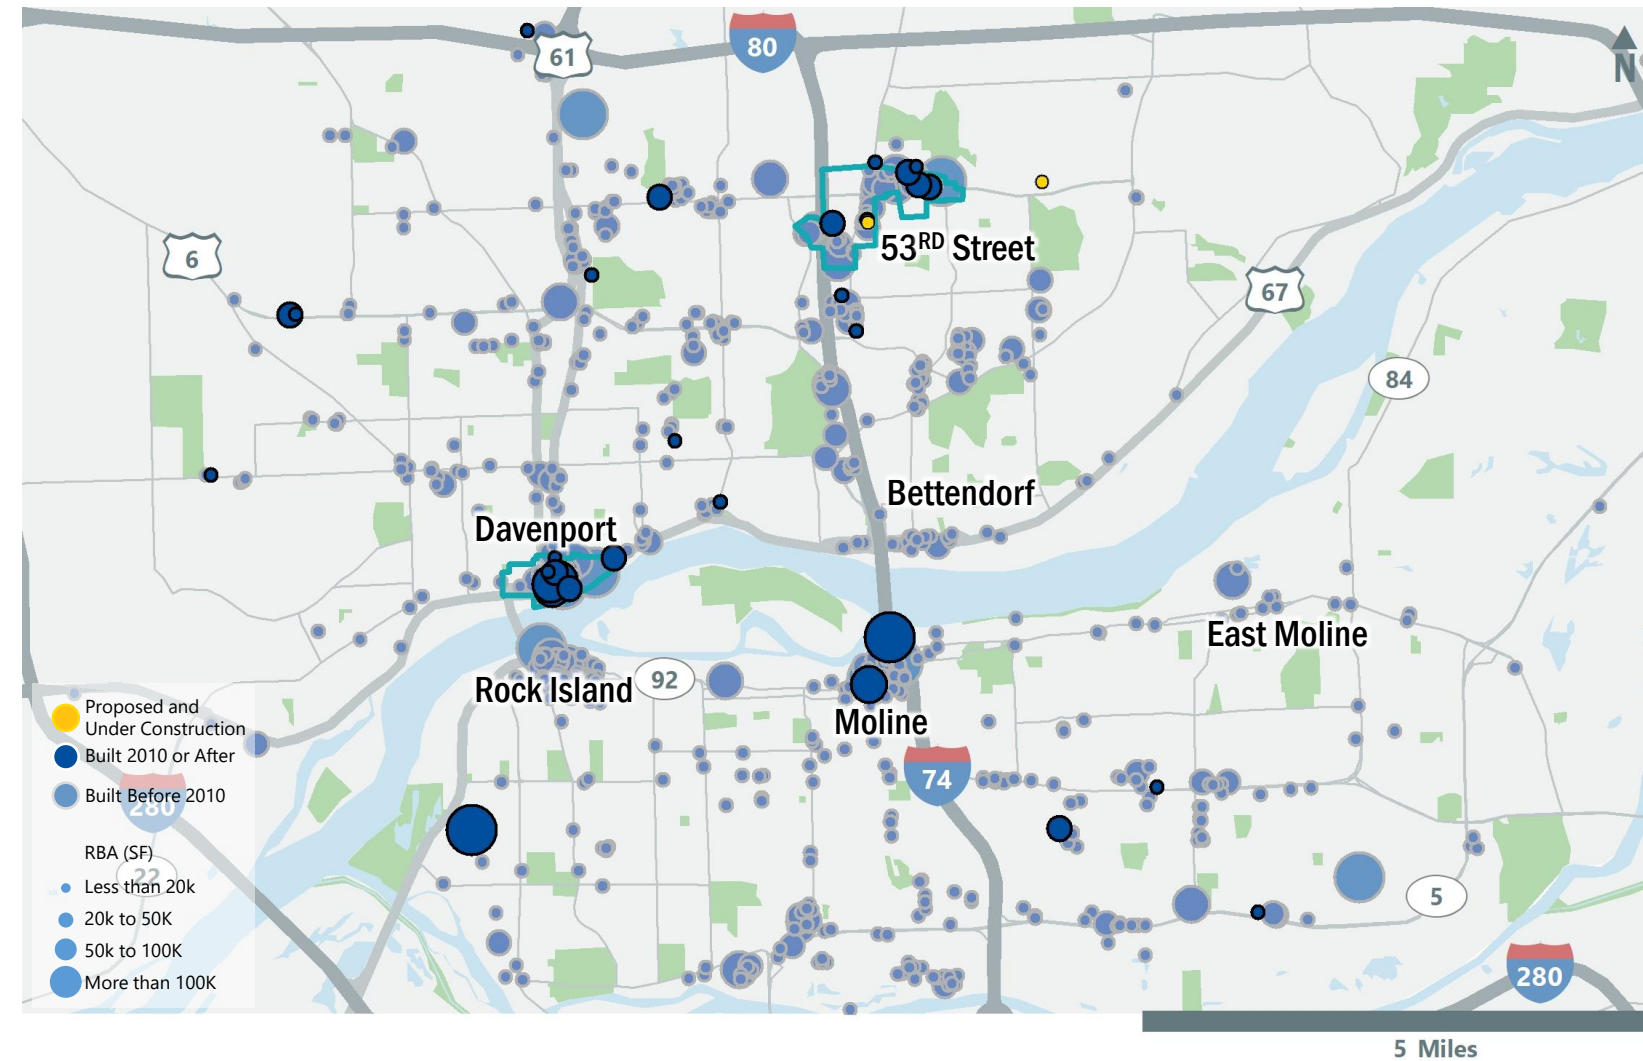 61
80
N
53RD Street
6
67
84
Bettendorf
Davenport
East Moline
Rock Island
92
Moline
Proposed and
Under Construction
Built 2010 or After
74
Built Before 2010
280
RBA (SF)
22
Less than 20k
5
20k to 50K
50k to 100K
280
More than 100K
5 Miles